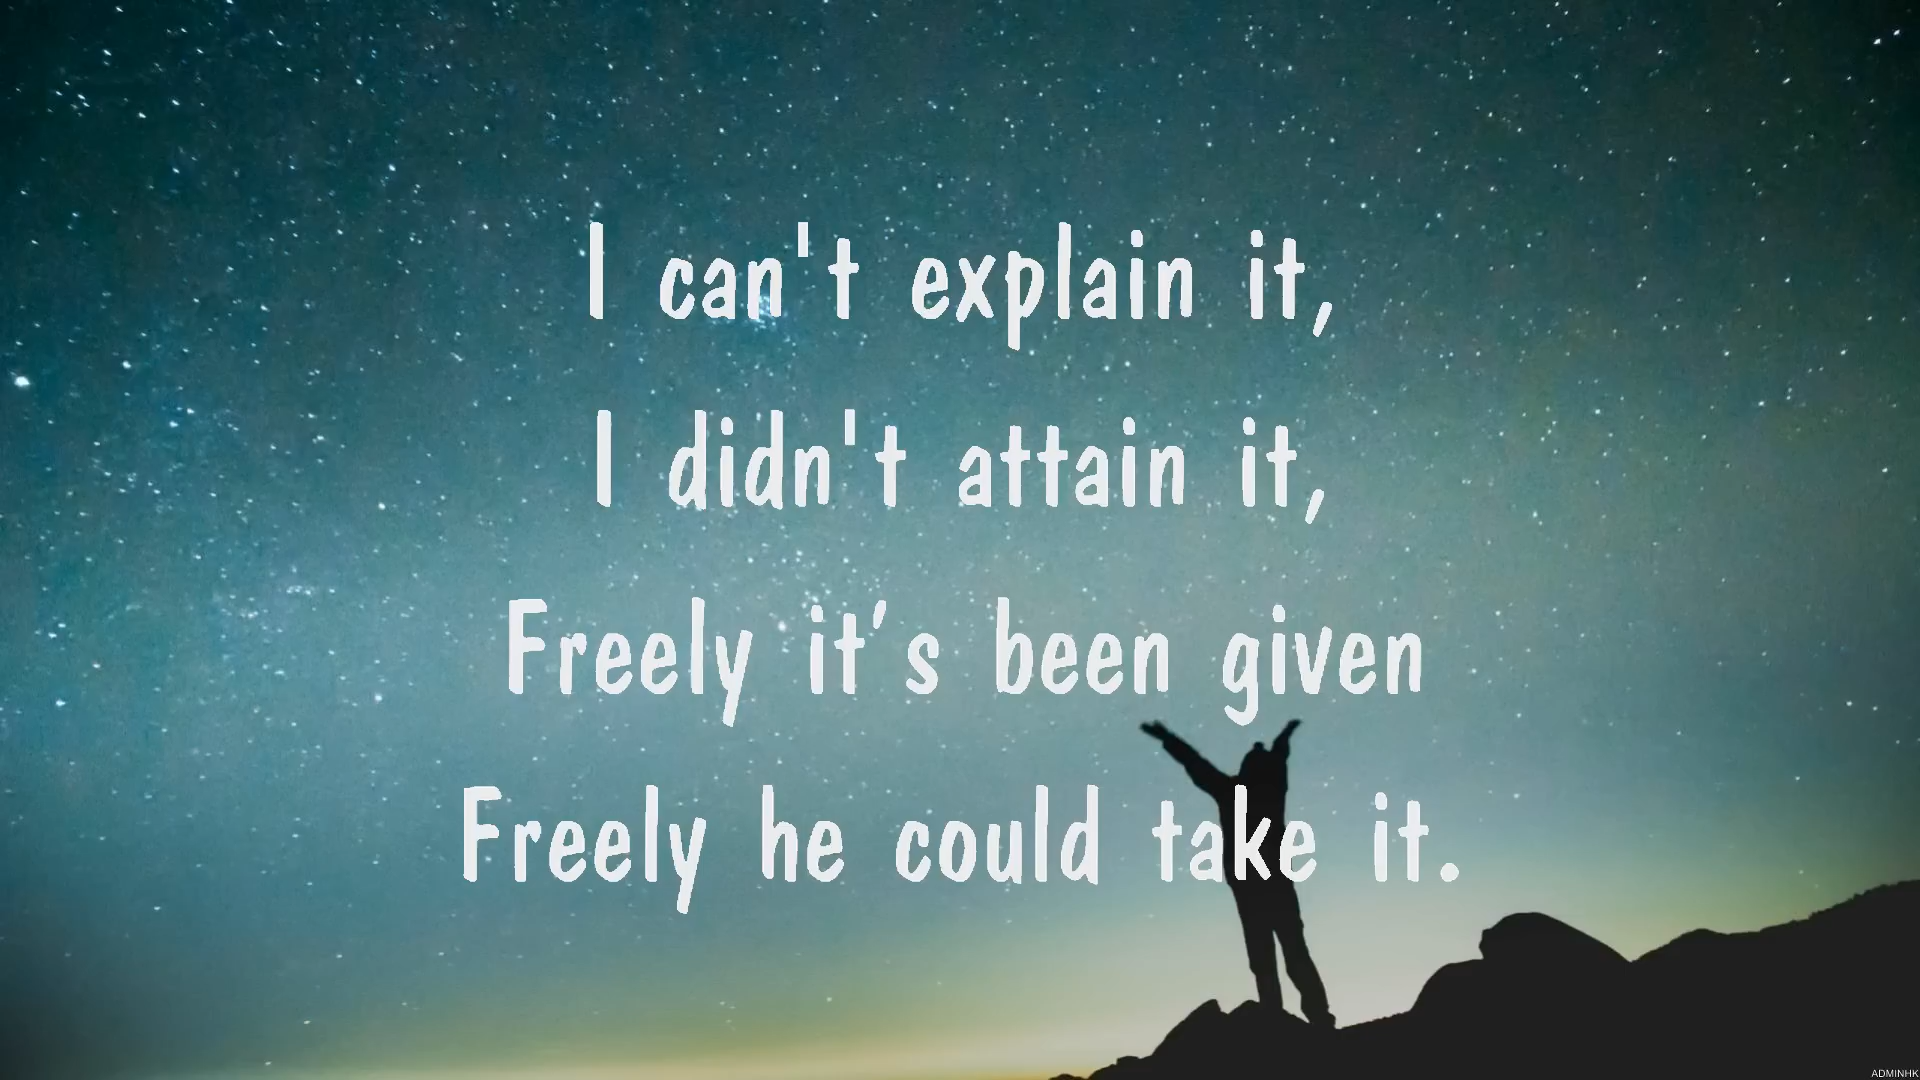 I can't explain it,
I didn't attain it,
Freely it’s been given
Freely he could take it.
ADMINHK